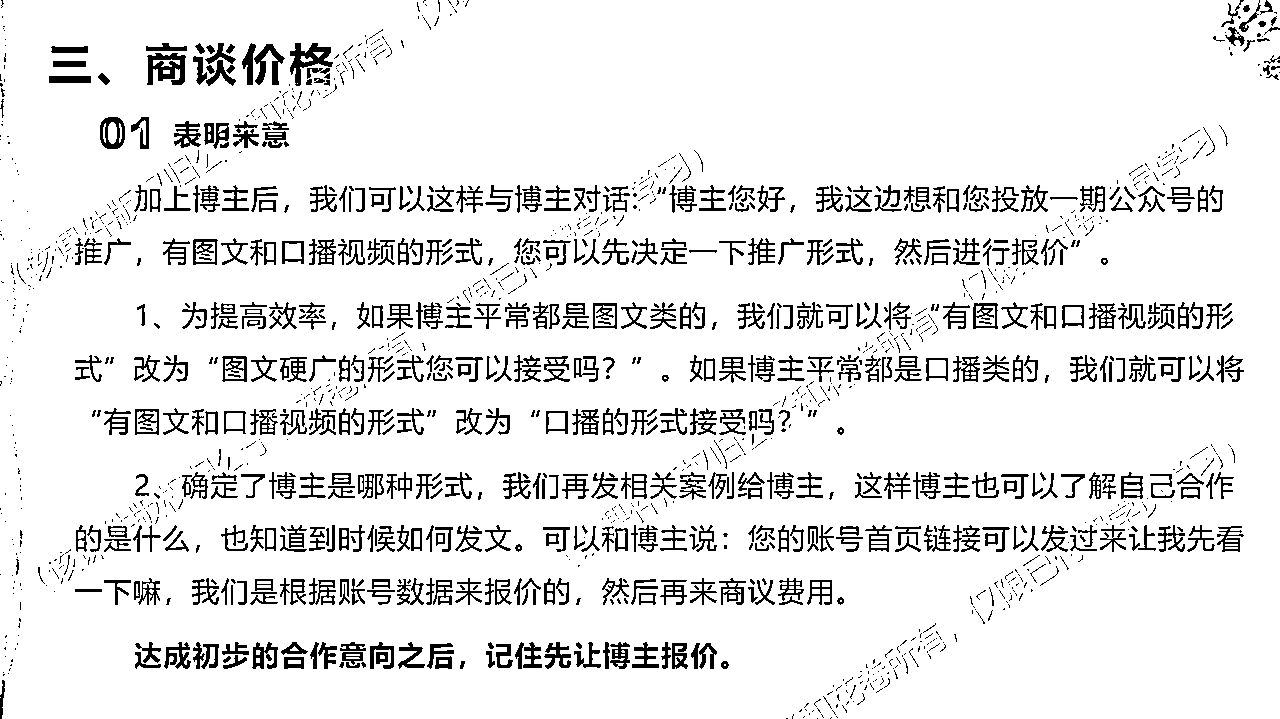 三、商谈价格
01 表明来意
加上博主后，我们可以这样与博主对话：“博主您好，我这边想和您投放一期公众号的
推广，有图文和口播视频的形式，您可以先决定一下推广形式，然后进行报价”。
1、为提高效率，如果博主平常都是图文类的，我们就可以将“有图文和口播视频的形
式”改为“图文硬广的形式您可以接受吗？”。如果博主平常都是口播类的，我们就可以将
“有图文和口播视频的形式”改为“口播的形式接受吗？”。
2、确定了博主是哪种形式，我们再发相关案例给博主，这样博主也可以了解自己合作
的是什么，也知道到时候如何发文。可以和博主说：您的账号首页链接可以发过来让我先看
一下嘛，我们是根据账号数据来报价的，然后再来商议费用。
达成初步的合作意向之后，记住先让博主报价。